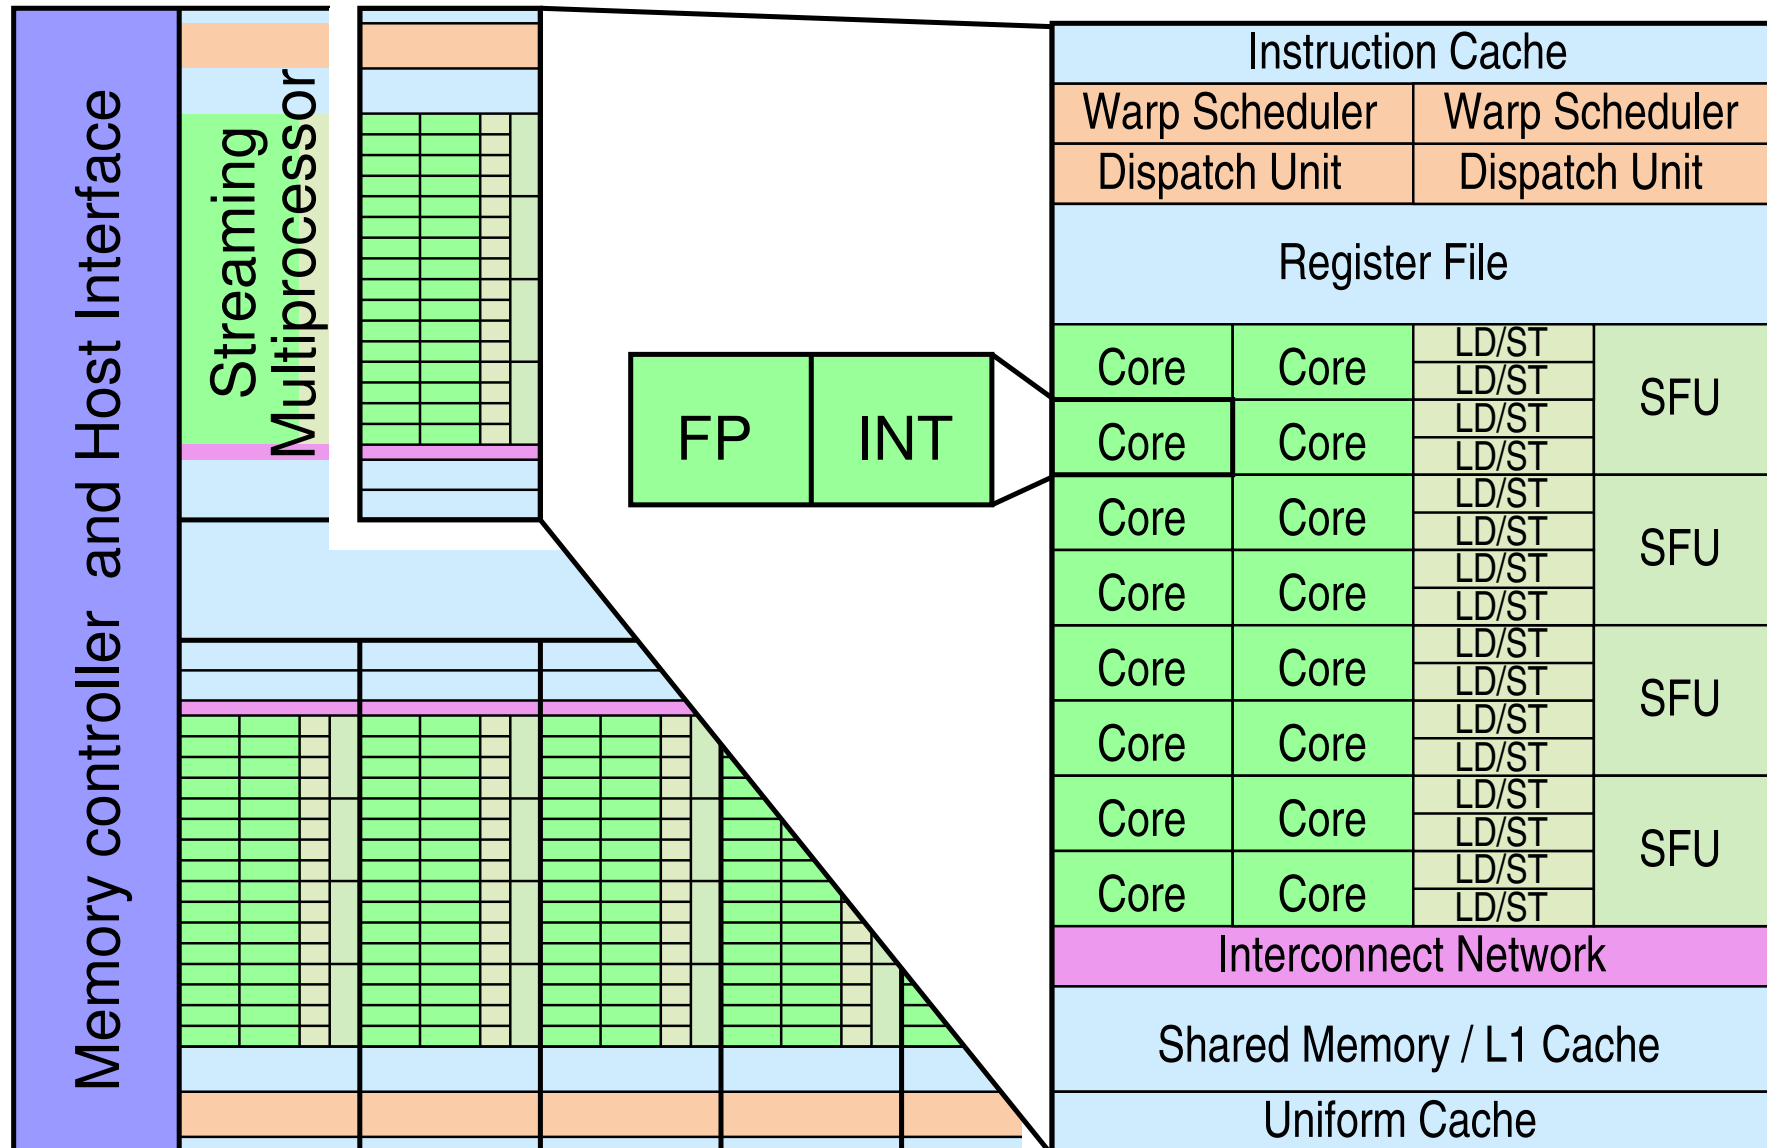 Memory controller and Host Interface
Streaming
Multiprocessor
FP INT
Instruction Cache
Warp Scheduler Warp Scheduler
Dispatch Unit Dispatch Unit
Register File
Core Core LD/ST SFU
LD/ST
Core Core LD/ST
LD/ST
Core Core LD/ST SFU
LD/ST
Core Core LD/ST
LD/ST
Core Core LD/ST SFU
LD/ST
Core Core LD/ST
LD/ST
Core Core LD/ST SFU
LD/ST
Core Core LD/ST
LD/ST
Interconnect Network
Shared Memory / L1 Cache
Uniform Cache